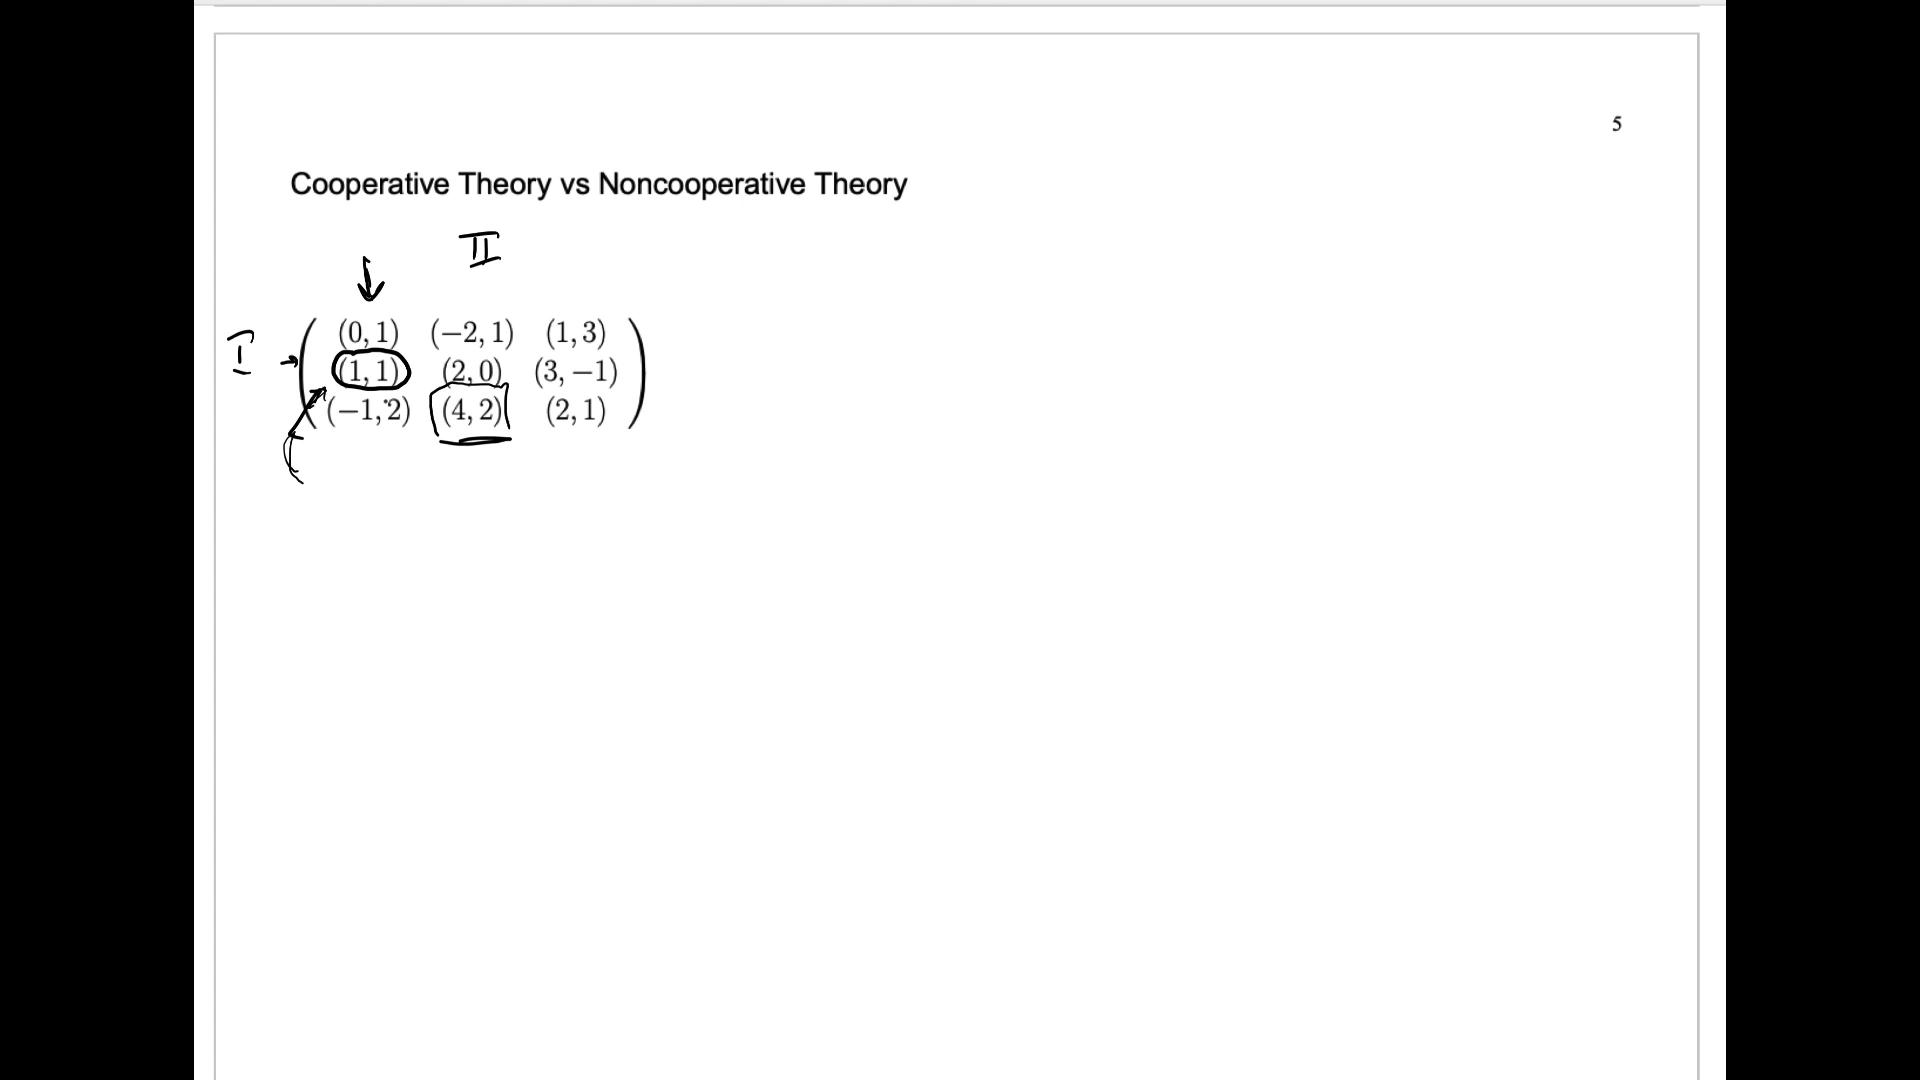 5
Cooperative Theory vs Noncooperative Theory
II
I
(0, 1) (−2, 1) (1, 3)
(1, 1) (2, 0) (3, −1)
(−1, 2) (4, 2) (2, 1)